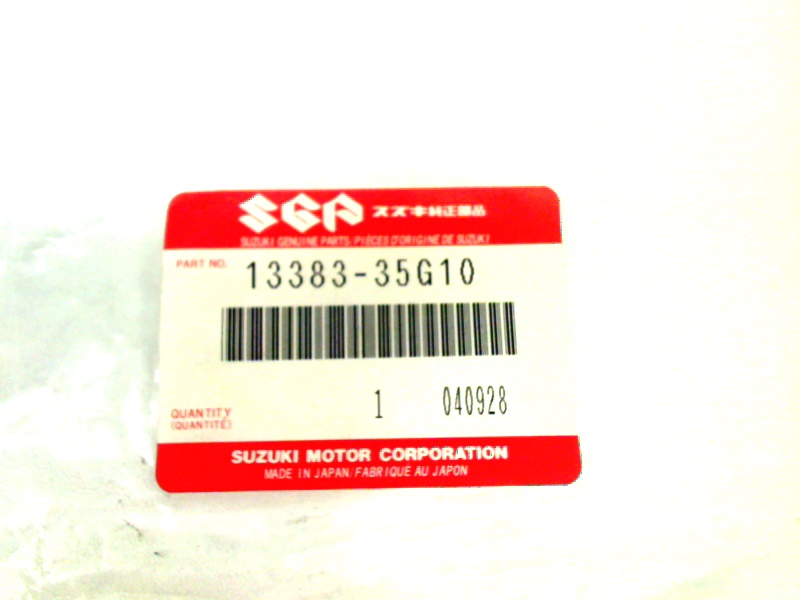 SGP スズキ純正部品
SUZUKI GENUINE PARTS/PIÈCES D'ORIGINE DE SUZUKI
PART NO. 13383-35G10
QUANTITY 1 040928
(QUANTITÉ)
SUZUKI MOTOR CORPORATION
MADE IN JAPAN/FABRIQUÉ AU JAPON